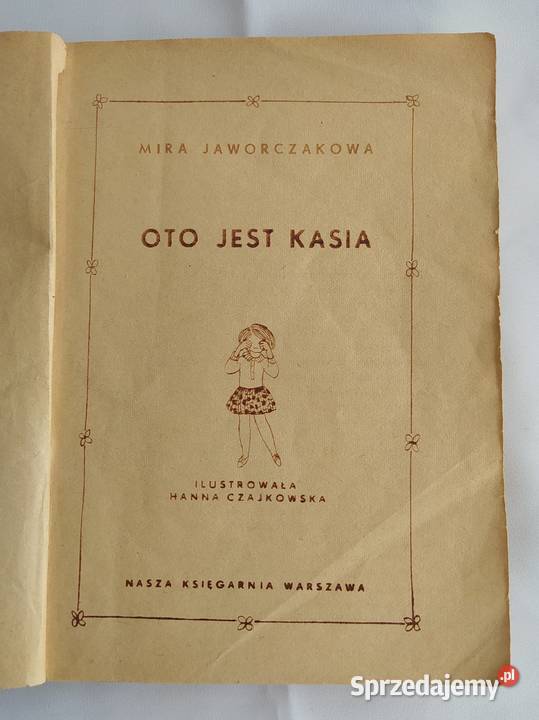 MIRA JAWORCZAKOWA
OTO JEST KASIA
ILUSTROWAŁA
HANNA CZAJKOWSKA
NASZA KSIĘGARNIA WARSZAWA
Sprzedajemy.pl